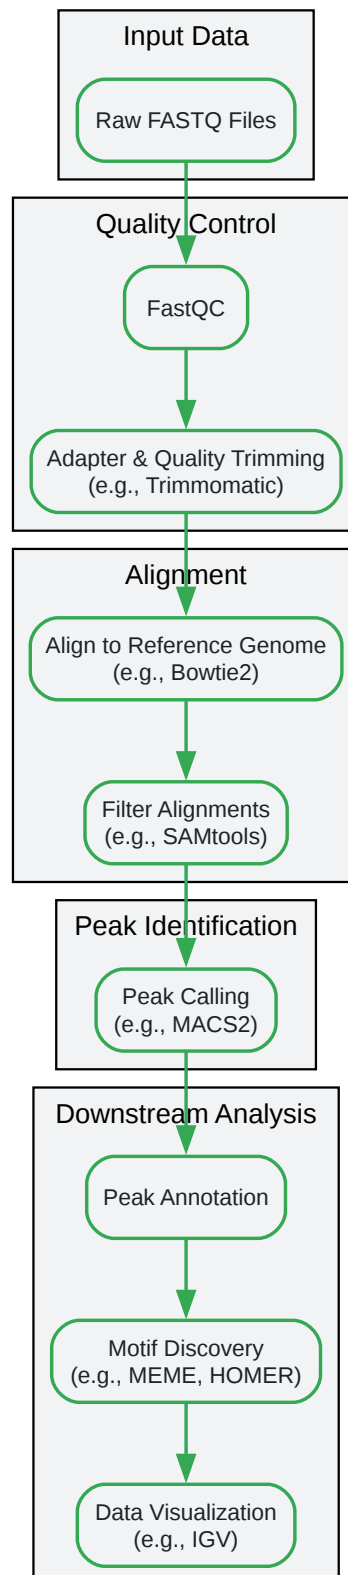 Input Data
Raw FASTQ Files
Quality Control
FastQC
Adapter & Quality Trimming
(e.g., Trimmomatic)
Alignment
Align to Reference Genome
(e.g., Bowtie2)
Filter Alignments
(e.g., SAMtools)
Peak Identification
Peak Calling
(e.g., MACS2)
Downstream Analysis
Peak Annotation
Motif Discovery
(e.g., MEME, HOMER)
Data Visualization
(e.g., IGV)